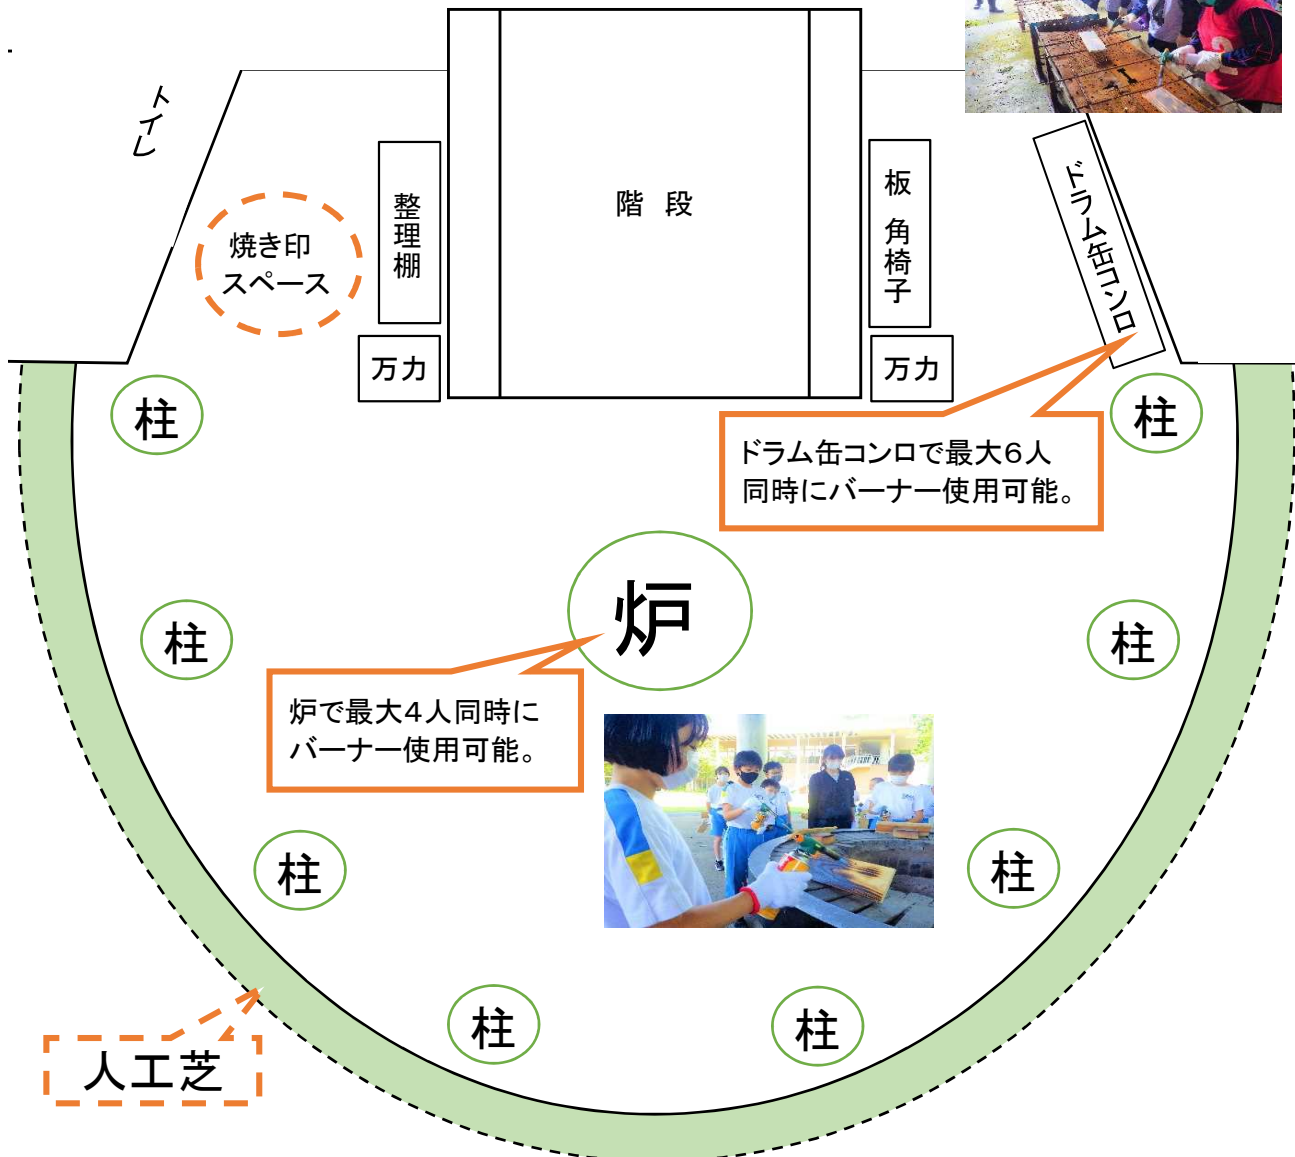 トイレ
焼き印
スペース
整理棚
階 段
板 角椅子
ドラム缶コンロ
万力
万力
柱
柱
ドラム缶コンロで最大６人
同時にバーナー使用可能。
炉
柱
柱
炉で最大４人同時に
バーナー使用可能。
柱
柱
柱
柱
人工芝